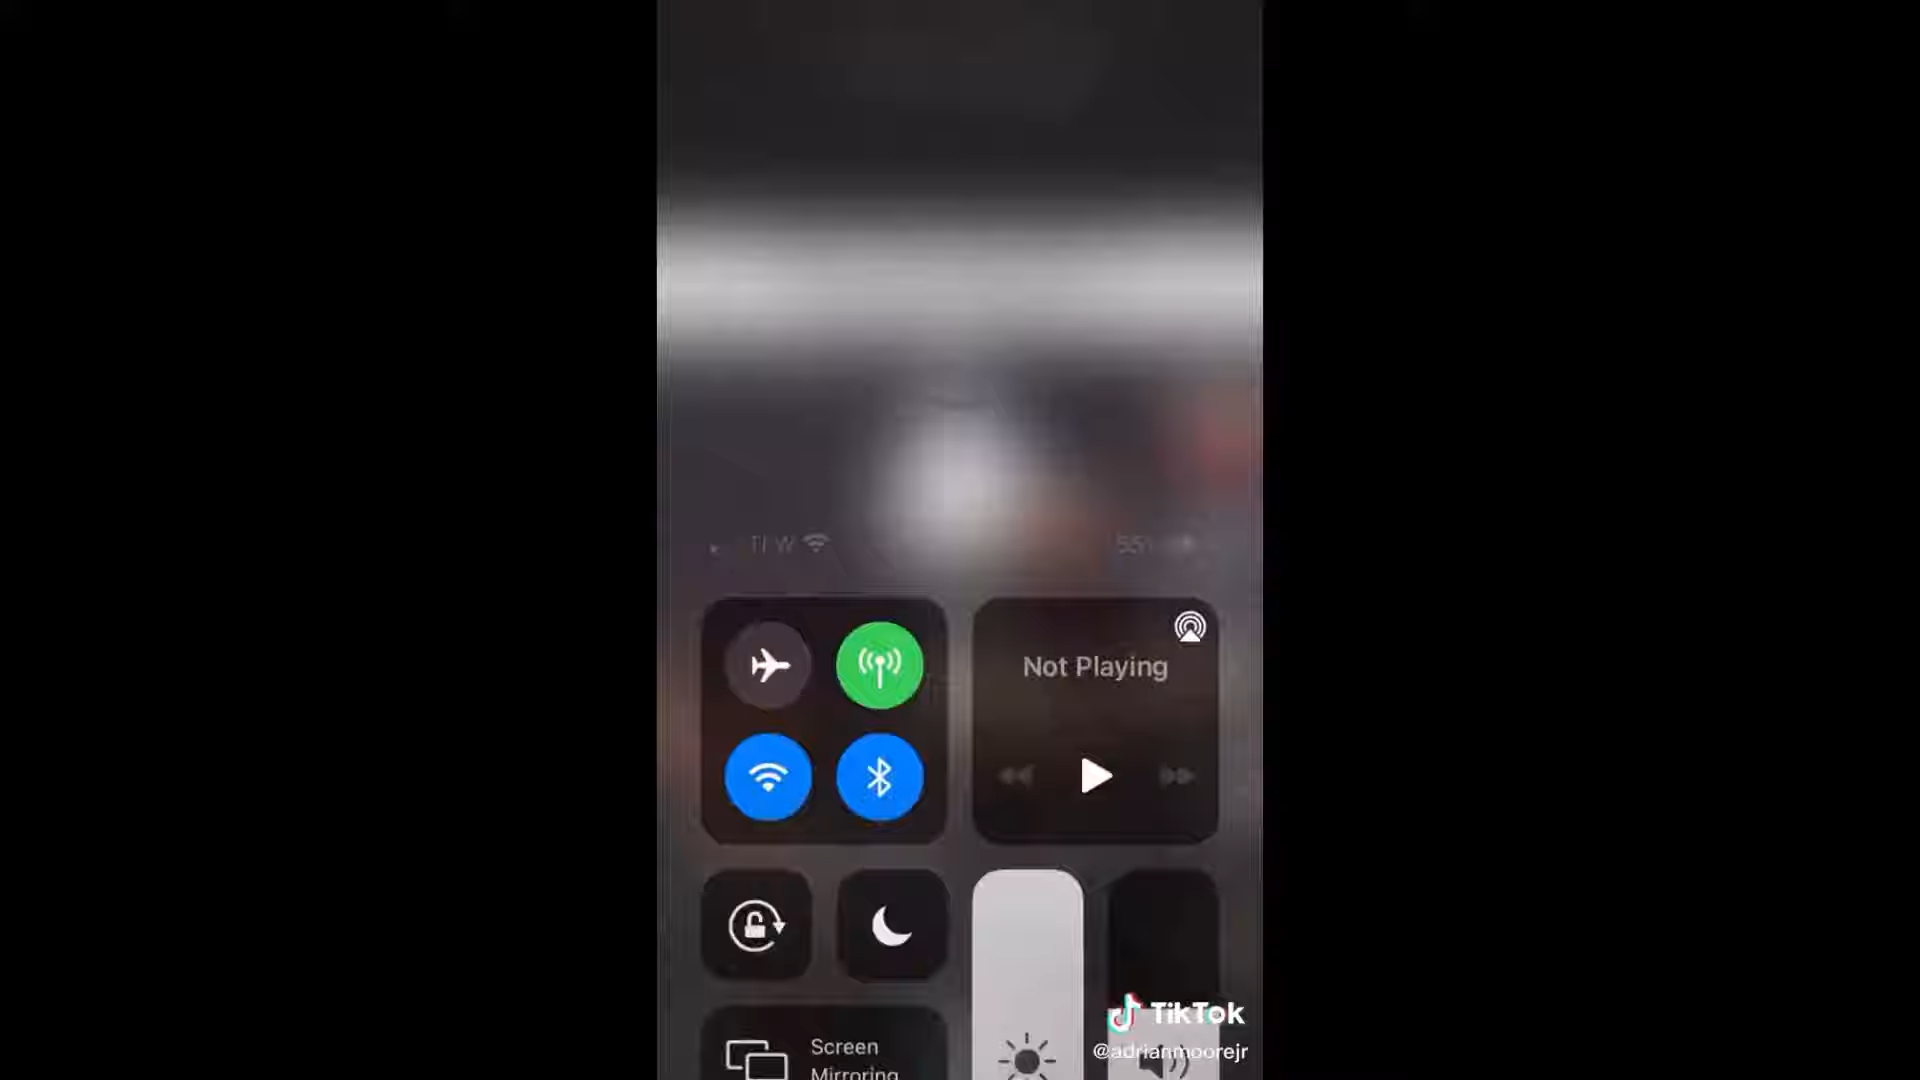 Not Playing
Screen
Mirroring
TikTok
@adrianmoorejr